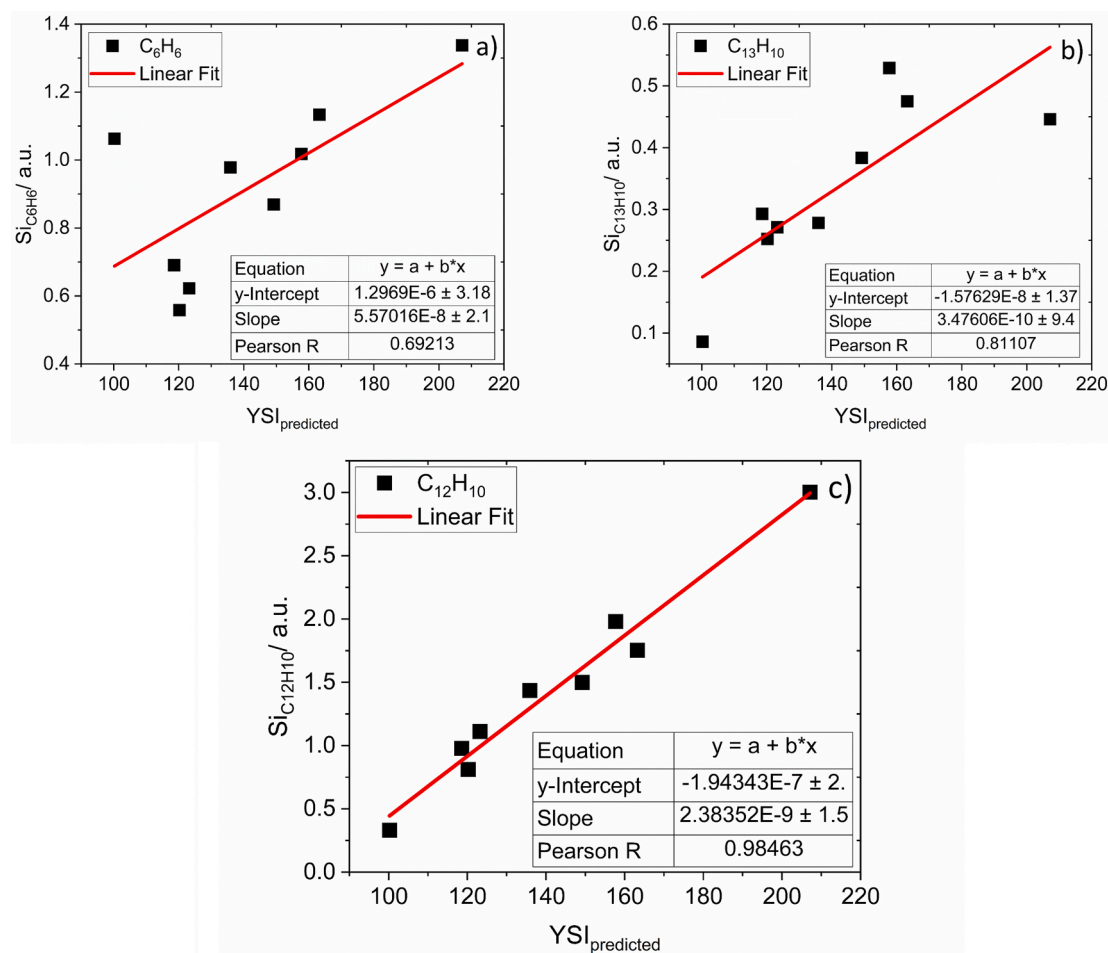 1.4
1.2
1.0
0.8
0.6
0.4
Si_C6H6/ a.u.
C₆H₆
Linear Fit
a)
Equation y = a + b*x
y-Intercept 1.2969E-6 ± 3.18
Slope 5.57016E-8 ± 2.1
Pearson R 0.69213
100 120 140 160 180 200 220
YSI_predicted
0.6
0.5
0.4
0.3
0.2
0.1
Si_C13H10/ a.u.
C₁₃H₁₀
Linear Fit
b)
Equation y = a + b*x
y-Intercept -1.57629E-8 ± 1.37
Slope 3.47606E-10 ± 9.4
Pearson R 0.81107
100 120 140 160 180 200 220
YSI_predicted
3.0
2.5
2.0
1.5
1.0
0.5
0.0
Si_C12H10/ a.u.
C₁₂H₁₀
Linear Fit
c)
Equation y = a + b*x
y-Intercept -1.94343E-7 ± 2.
Slope 2.38352E-9 ± 1.5
Pearson R 0.98463
100 120 140 160 180 200 220
YSI_predicted